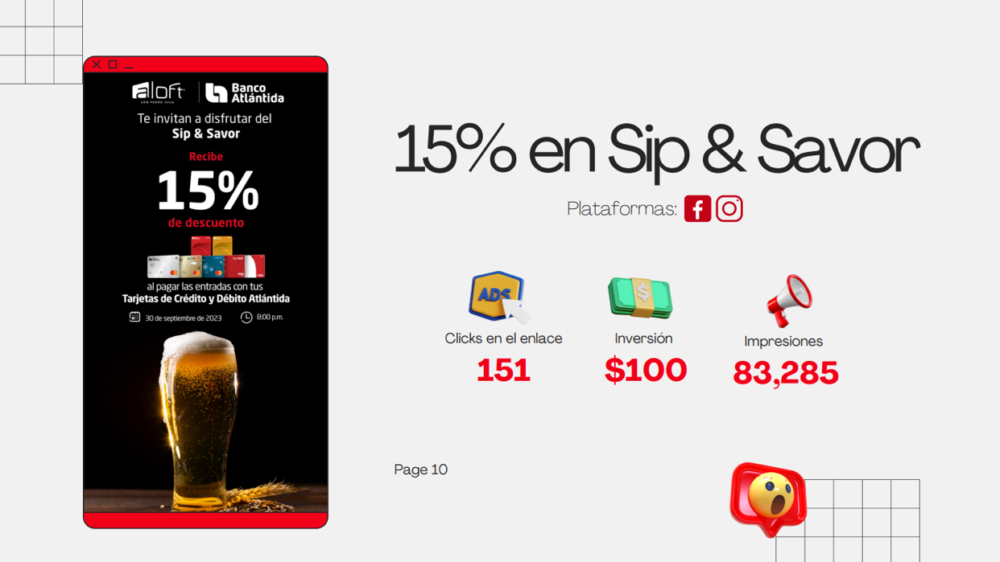 aloft
SAN PEDRO SULA
Banco
Atlántida
Te invitan a disfrutar del
Sip & Savor
Recibe
15%
de descuento
al pagar las entradas con tus
Tarjetas de Crédito y Débito Atlántida
30 de septiembre de 2023
8:00 p.m.
15% en Sip & Savor
Plataformas:
ADS
Clicks en el enlace
151
$
Inversión
$100
Impresiones
83,285
Page 10